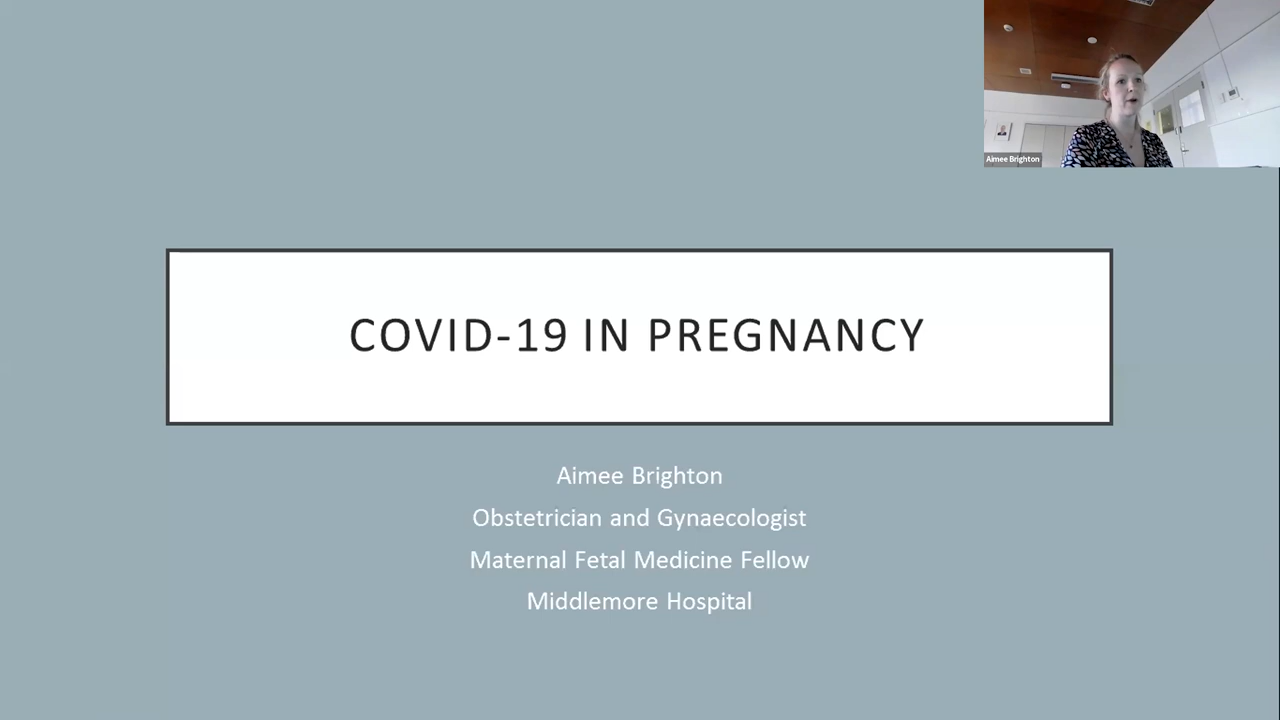 Aimee Brighton
COVID-19 IN PREGNANCY
Aimee Brighton
Obstetrician and Gynaecologist
Maternal Fetal Medicine Fellow
Middlemore Hospital